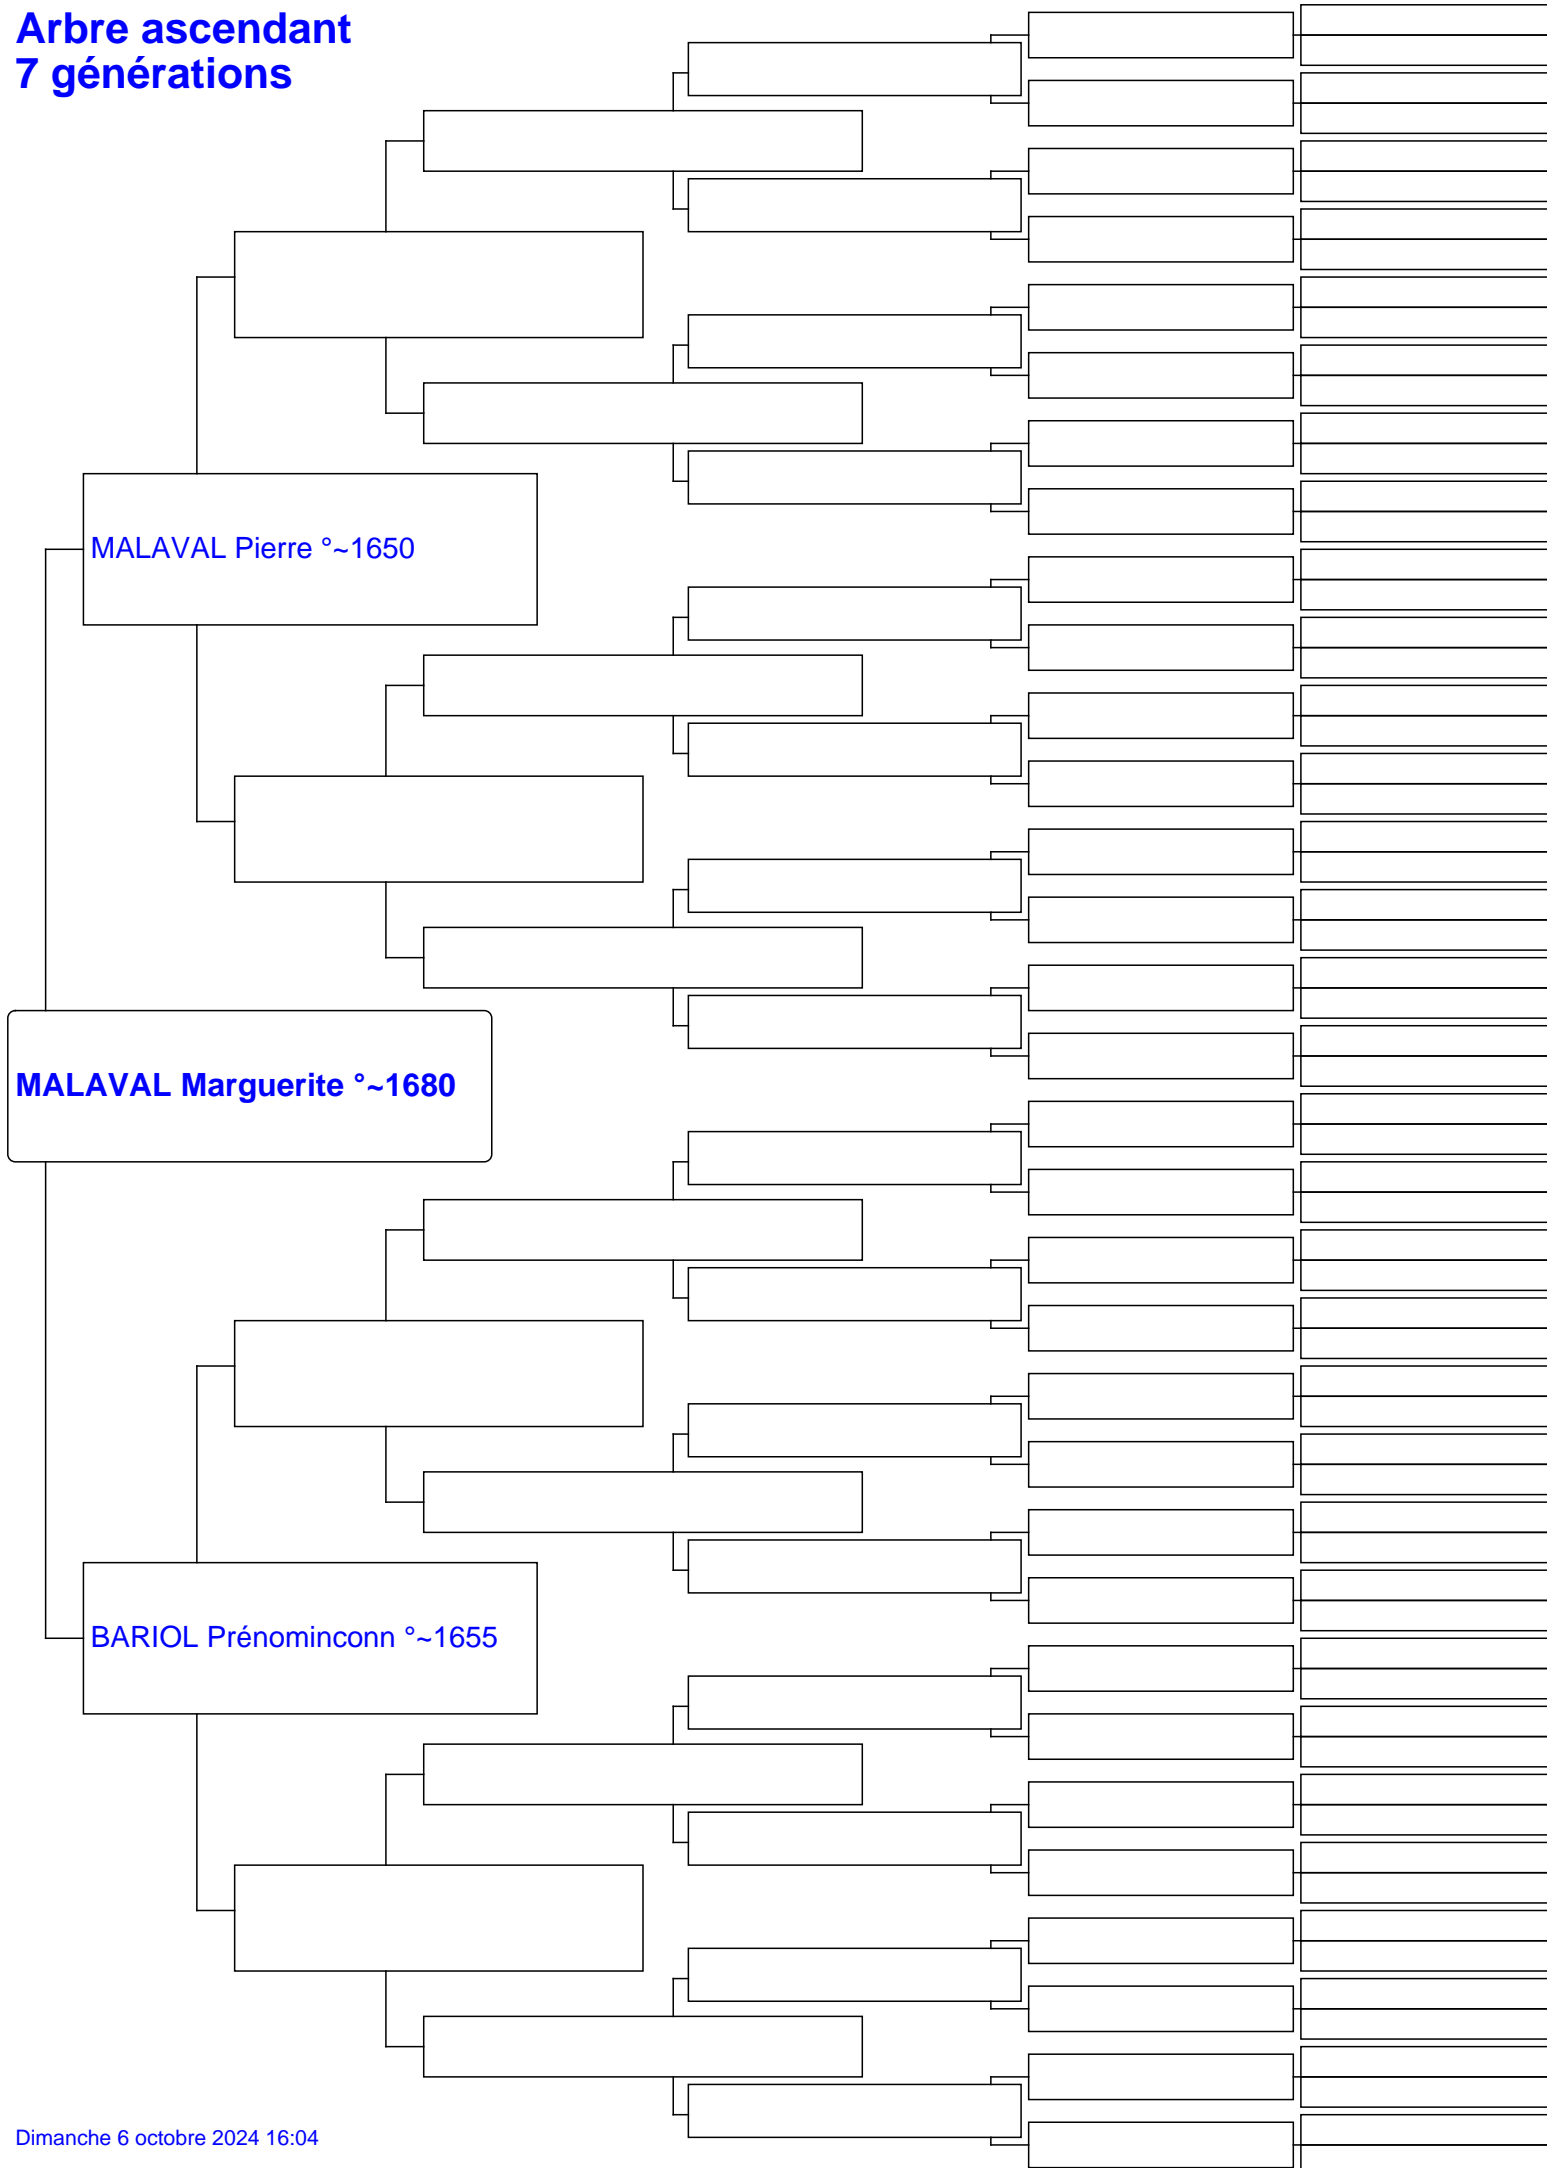 Arbre ascendant
7 générations
MALAVAL Pierre °~1650
MALAVAL Marguerite °~1680
BARIOL Prénominconn °~1655
Dimanche 6 octobre 2024 16:04